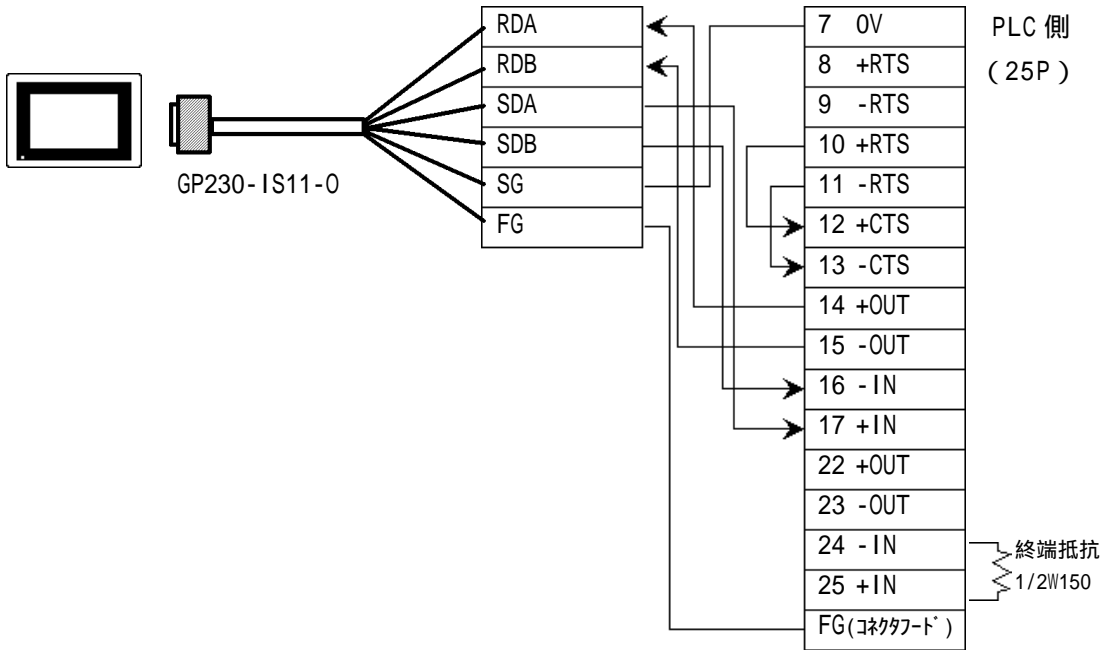 GP230-IS11-O
RDA
RDB
SDA
SDB
SG
FG
7 0V
8 +RTS
9 -RTS
10 +RTS
11 -RTS
12 +CTS
13 -CTS
14 +OUT
15 -OUT
16 -IN
17 +IN
22 +OUT
23 -OUT
24 -IN
25 +IN
FG(ｺﾈｸﾀﾌｰﾄﾞ)
PLC 側
(25P)
終端抵抗
1/2W150